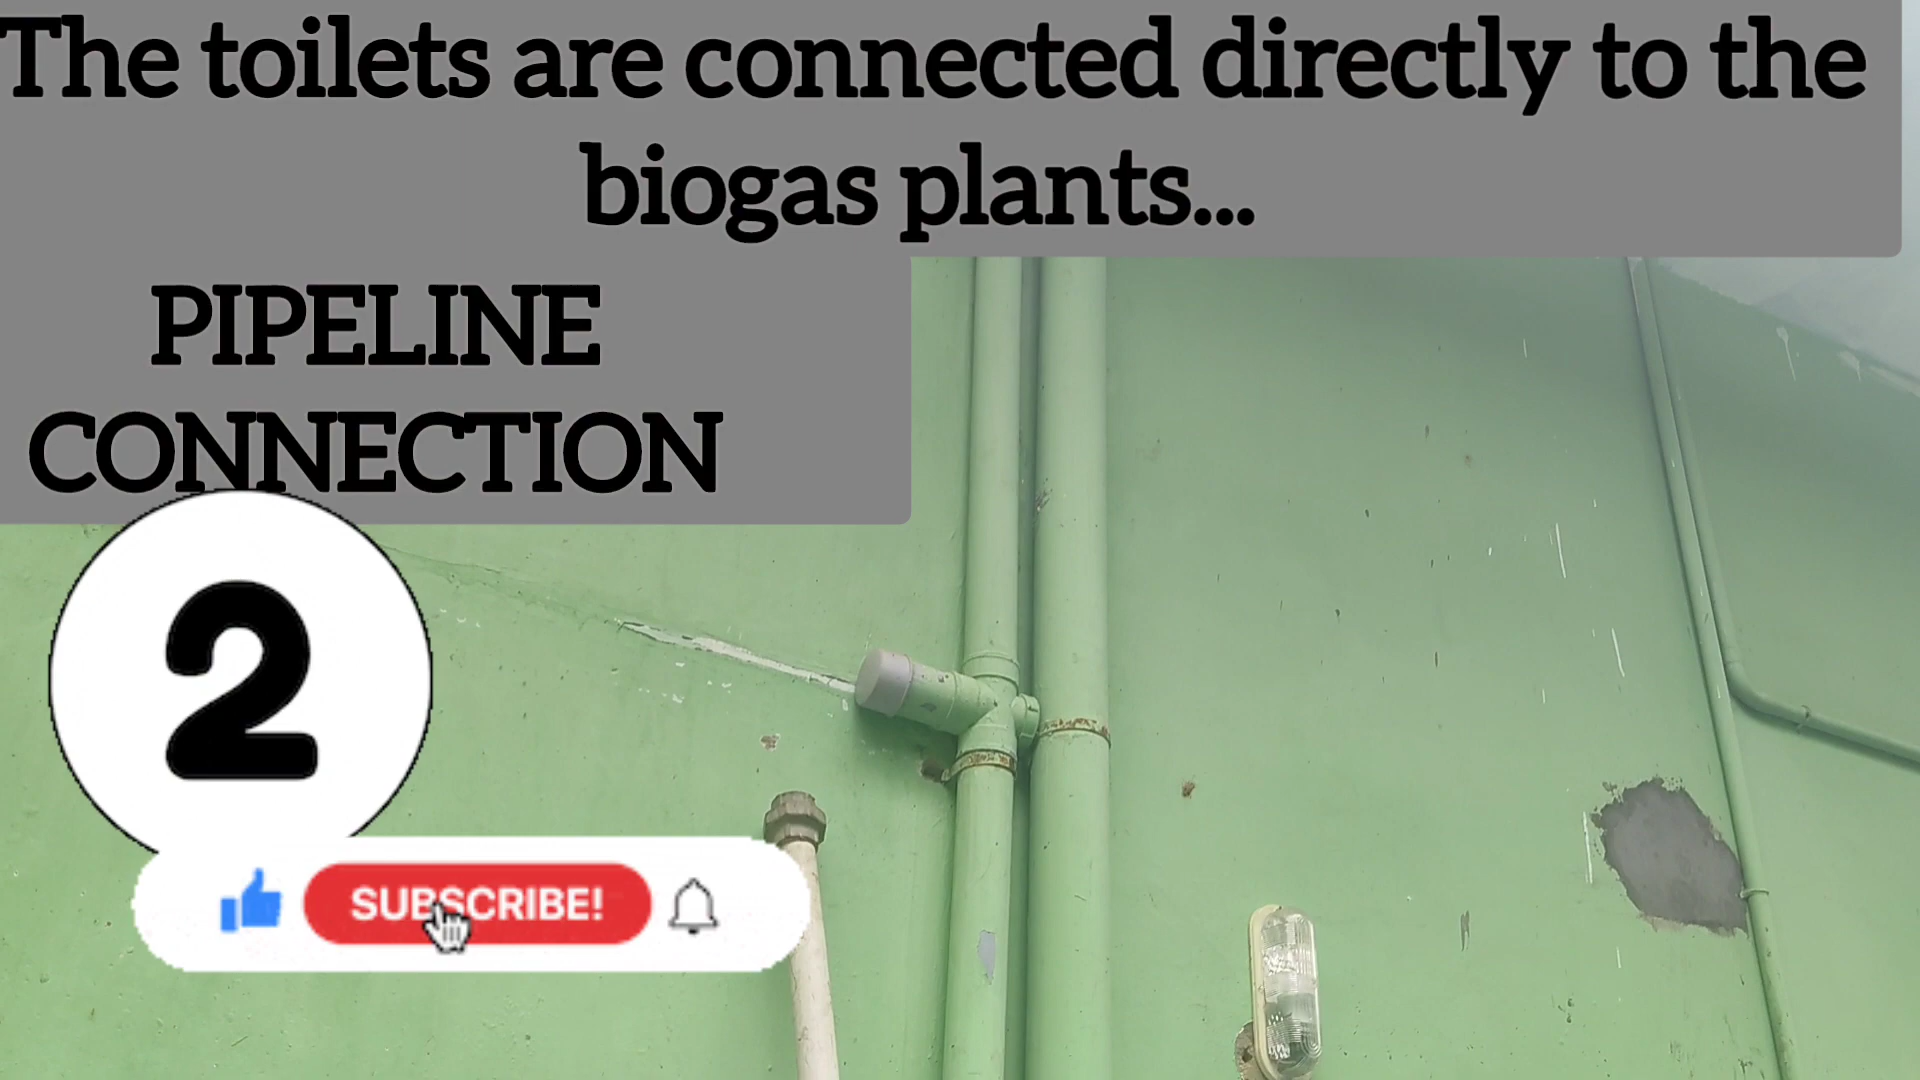 The toilets are connected directly to the
biogas plants...
PIPELINE
CONNECTION
2
SUBSCRIBE!